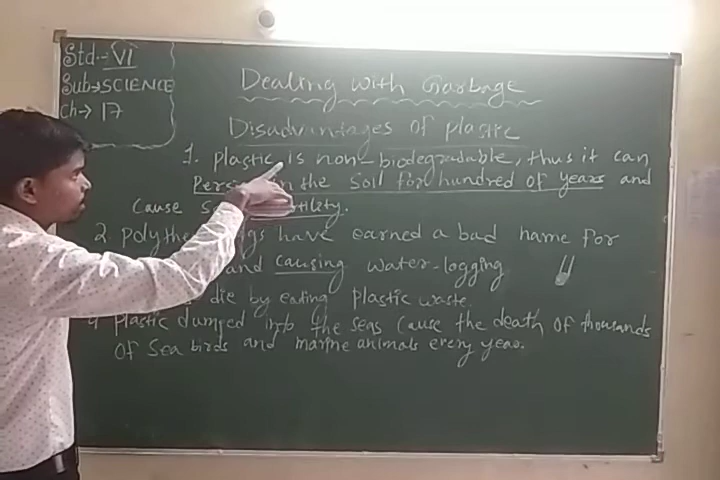 Std:- VI
Sub→SCIENCE
Ch→ 17
Dealing with Garbage
Disadvantages of plastic
1. Plastic is non-biodegradable, thus it can
in the Soil for hundred of years and
Cause
2. Polythe have earned a bad name for
and causing water-logging
die by eating plastic waste.
4. Plastic dumped into the seas cause the death of thousands
of Sea birds and marine animals every year.